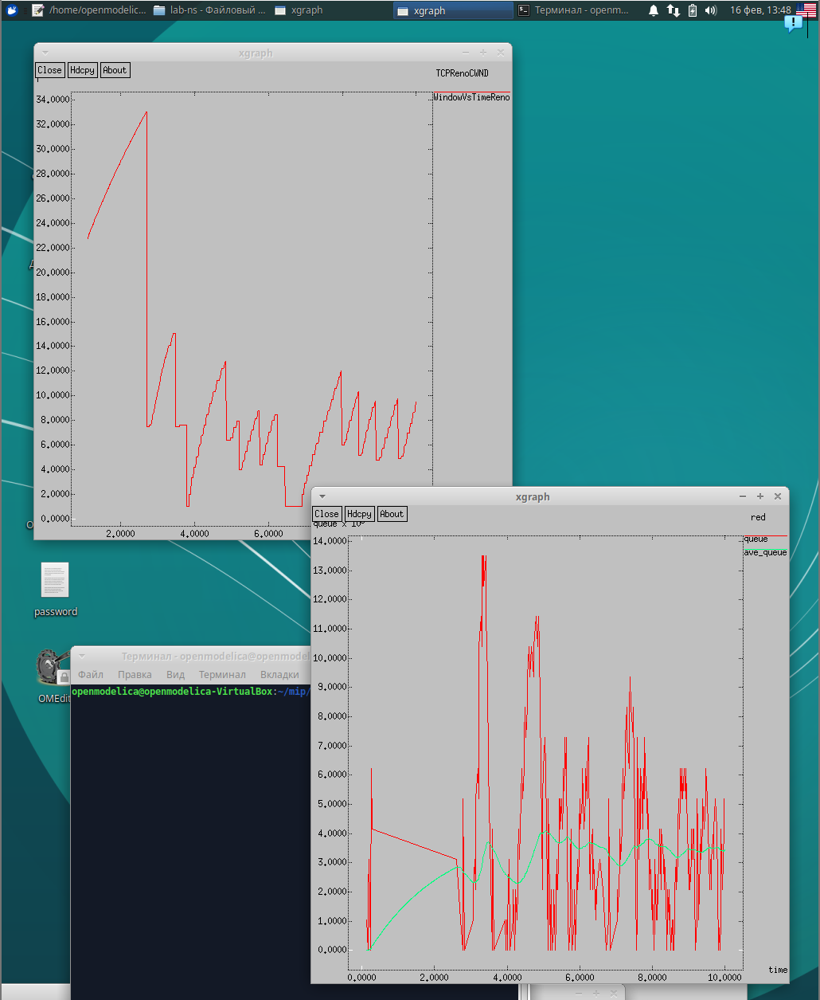 /home/openmodelic...
lab-ns - Файловый ...
xgraph
xgraph
Терминал - openm...
16 фев, 13:48
xgraph
Close
Hdcpy
About
TCPRenoCWND
WindowVsTimeReno
34.0000
32.0000
30.0000
28.0000
26.0000
24.0000
22.0000
20.0000
18.0000
16.0000
14.0000
12.0000
10.0000
8.0000
6.0000
4.0000
2.0000
0.0000
2.0000
4.0000
6.0000
password
OMEdit
Терминал - openmodelica@openmodel
Файл
Правка
Вид
Терминал
Вкладки
openmodelica@openmodelica-VirtualBox:~/mip/
xgraph
Close
Hdcpy
About
red
queue
ave_queue
14.0000
13.0000
12.0000
11.0000
10.0000
9.0000
8.0000
7.0000
6.0000
5.0000
4.0000
3.0000
2.0000
1.0000
0.0000
time
0.0000
2.0000
4.0000
6.0000
8.0000
10.0000